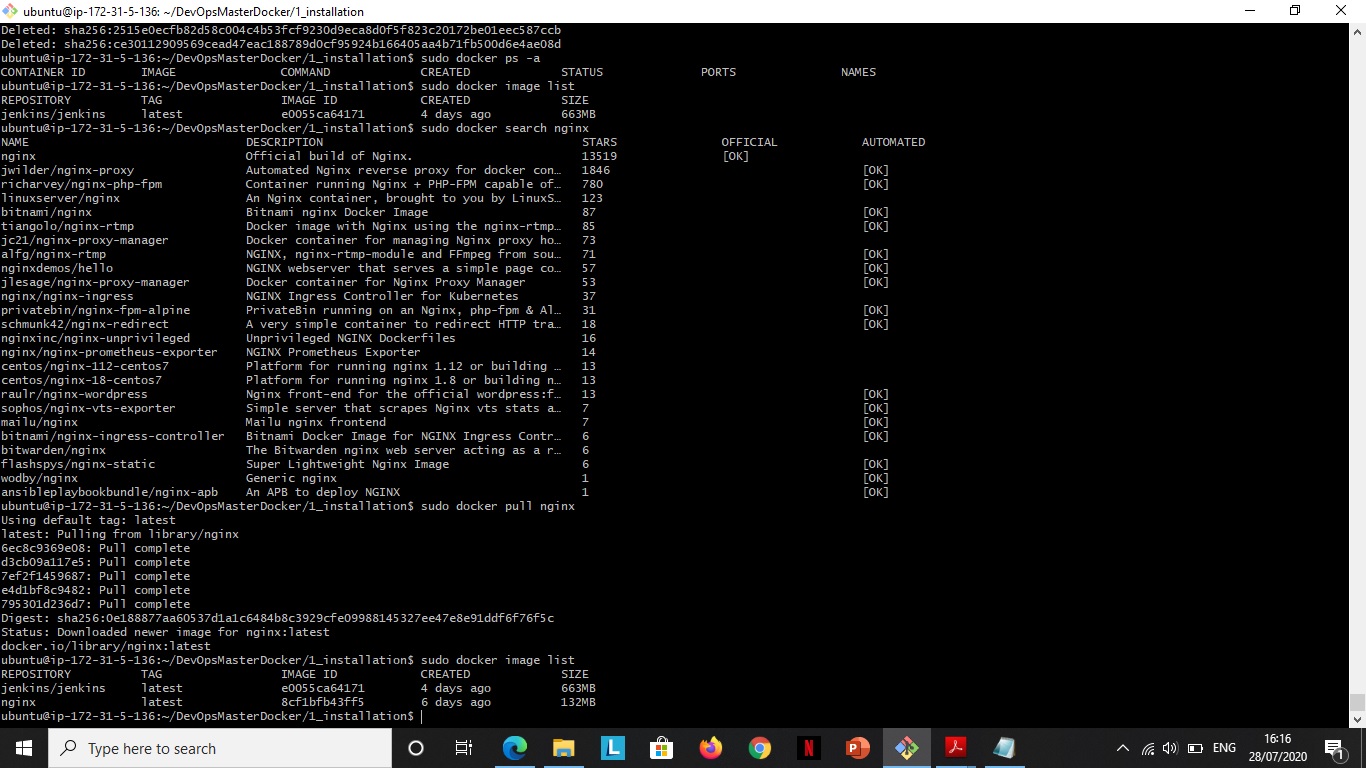 ubuntu@ip-172-31-5-136: ~/DevOpsMasterDocker/1_installation
Deleted: sha256:2515e0ecfb82d58c004c4b53fcf9230d9eca8d0f5f823c20172be01eec587ccb
Deleted: sha256:ce30112909569cead47eac188789d0cf95924b166405aa4b71fb500d6e4ae08d
ubuntu@ip-172-31-5-136:~/DevOpsMasterDocker/1_installation$ sudo docker ps -a
CONTAINER ID        IMAGE               COMMAND             CREATED             STATUS              PORTS               NAMES
ubuntu@ip-172-31-5-136:~/DevOpsMasterDocker/1_installation$ sudo docker image list
REPOSITORY          TAG                 IMAGE ID            CREATED             SIZE
jenkins/jenkins     latest              e0055ca64171        4 days ago          663MB
ubuntu@ip-172-31-5-136:~/DevOpsMasterDocker/1_installation$ sudo docker search nginx
NAME                               DESCRIPTION                                     STARS               OFFICIAL            AUTOMATED
nginx                              Official build of Nginx.                        13519               [OK]
jwilder/nginx-proxy                Automated Nginx reverse proxy for docker con…   1846                                    [OK]
richarvey/nginx-php-fpm            Container running Nginx + PHP-FPM capable of…   780                                     [OK]
linuxserver/nginx                  An Nginx container, brought to you by LinuxS…   123
bitnami/nginx                      Bitnami nginx Docker Image                      87                                      [OK]
tiangolo/nginx-rtmp                Docker image with Nginx using the nginx-rtmp…   85                                      [OK]
jc21/nginx-proxy-manager           Docker container for managing Nginx proxy ho…   73
alfg/nginx-rtmp                    NGINX, nginx-rtmp-module and FFmpeg from sou…   71                                      [OK]
nginxdemos/hello                   NGINX webserver that serves a simple page co…   57                                      [OK]
jlesage/nginx-proxy-manager        Docker container for Nginx Proxy Manager        53                                      [OK]
nginx/nginx-ingress                NGINX Ingress Controller for Kubernetes         37
privatebin/nginx-fpm-alpine        PrivateBin running on an Nginx, php-fpm & Al…   31                                      [OK]
schmunk42/nginx-redirect           A very simple container to redirect HTTP tra…   18                                      [OK]
nginxinc/nginx-unprivileged        Unprivileged NGINX Dockerfiles                  16
nginx/nginx-prometheus-exporter    NGINX Prometheus Exporter                       14
centos/nginx-112-centos7           Platform for running nginx 1.12 or building …   13
centos/nginx-18-centos7            Platform for running nginx 1.8 or building n…   13
raulr/nginx-wordpress              Nginx front-end for the official wordpress:f…   13                                      [OK]
sophos/nginx-vts-exporter          Simple server that scrapes Nginx vts stats a…   7                                       [OK]
mailu/nginx                        Mailu nginx frontend                            7                                       [OK]
bitnami/nginx-ingress-controller   Bitnami Docker Image for NGINX Ingress Contr…   6                                       [OK]
bitwarden/nginx                    The Bitwarden nginx web server acting as a r…   6
flashspys/nginx-static             Super Lightweight Nginx Image                   6                                       [OK]
wodby/nginx                        Generic nginx                                   1                                       [OK]
ansibleplaybookbundle/nginx-apb    An APB to deploy NGINX                          1                                       [OK]
ubuntu@ip-172-31-5-136:~/DevOpsMasterDocker/1_installation$ sudo docker pull nginx
Using default tag: latest
latest: Pulling from library/nginx
6ec8c9369e08: Pull complete
d3cb09a117e5: Pull complete
7ef2f1459687: Pull complete
e4d1bf8c9482: Pull complete
795301d236d7: Pull complete
Digest: sha256:0e188877aa60537d1a1c6484b8c3929cfe09988145327ee47e8e91ddf6f76f5c
Status: Downloaded newer image for nginx:latest
docker.io/library/nginx:latest
ubuntu@ip-172-31-5-136:~/DevOpsMasterDocker/1_installation$ sudo docker image list
REPOSITORY          TAG                 IMAGE ID            CREATED             SIZE
jenkins/jenkins     latest              e0055ca64171        4 days ago          663MB
nginx               latest              8cf1bfb43ff5        6 days ago          132MB
ubuntu@ip-172-31-5-136:~/DevOpsMasterDocker/1_installation$
Type here to search
L
N
P
ENG
16:16
28/07/2020
1